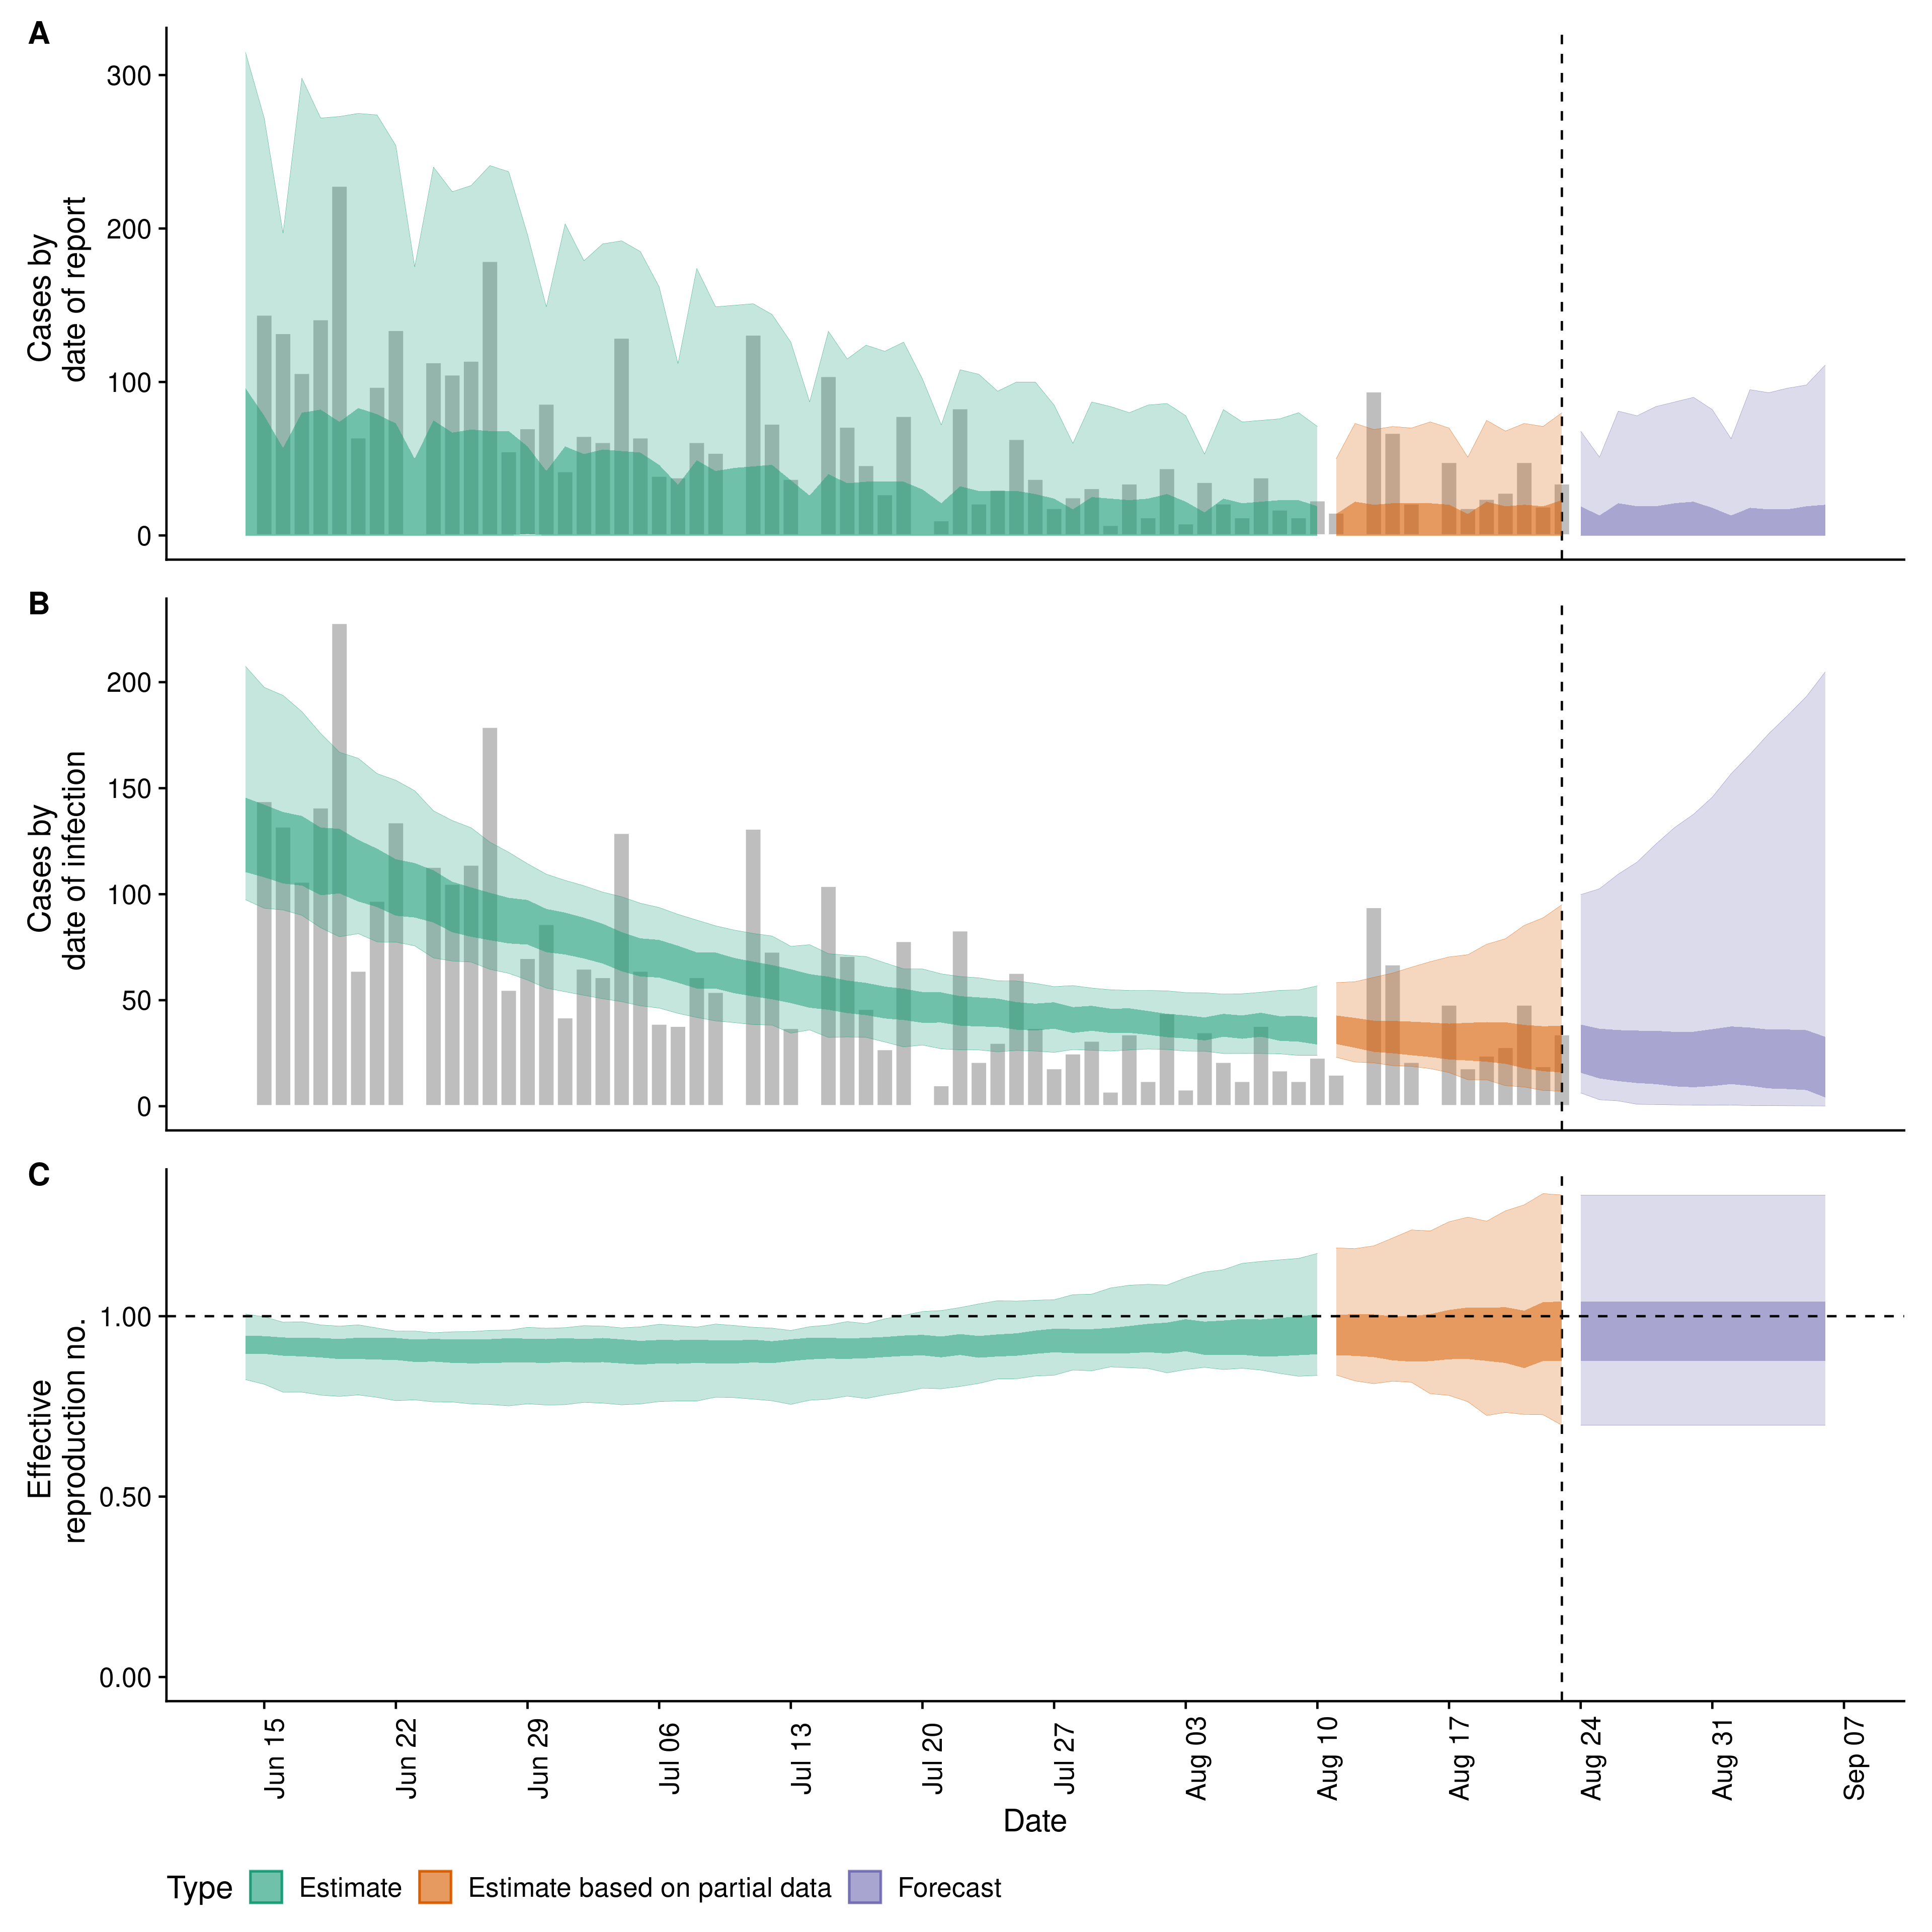 A
Cases by
date of report
300
200
100
0
B
Cases by
date of infection
200
150
100
50
0
C
Effective
reproduction no.
1.00
0.50
0.00
Jun 15
Jun 22
Jun 29
Jul 06
Jul 13
Jul 20
Jul 27
Aug 03
Aug 10
Aug 17
Aug 24
Aug 31
Sep 07
Date
Type
Estimate
Estimate based on partial data
Forecast